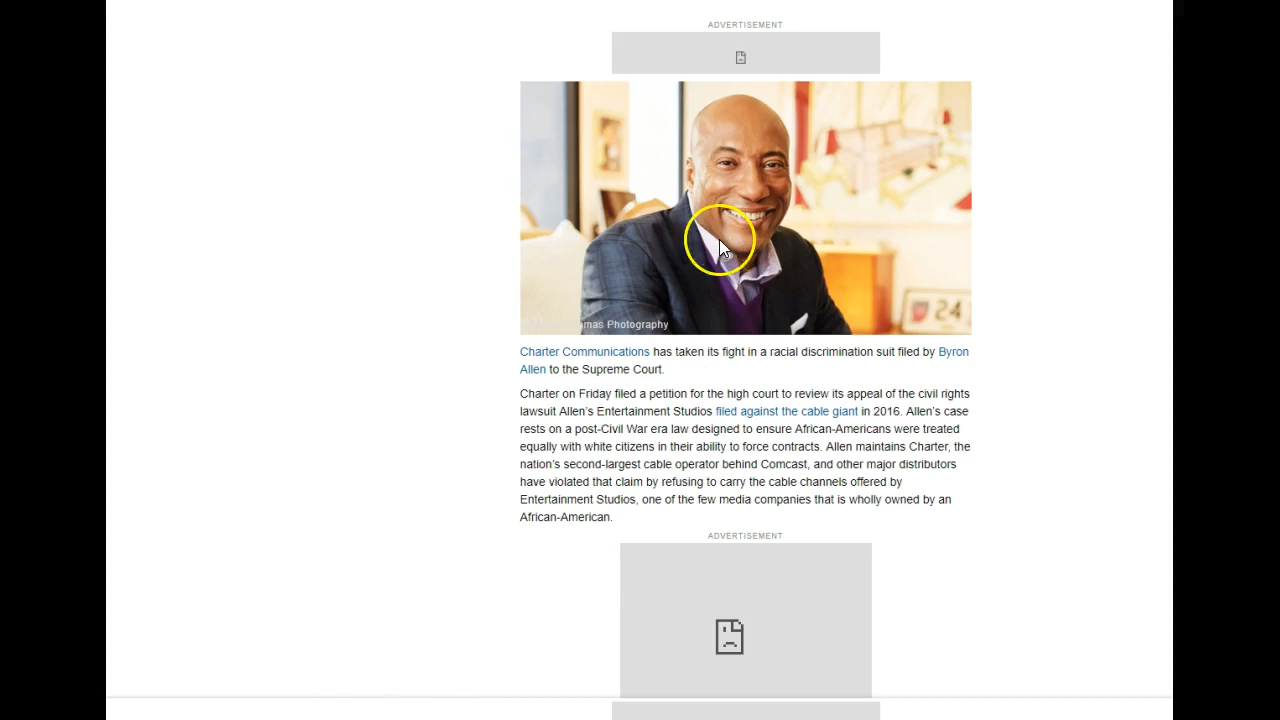 ADVERTISEMENT
24
mas Photography
Charter Communications has taken its fight in a racial discrimination suit filed by Byron
Allen to the Supreme Court.
Charter on Friday filed a petition for the high court to review its appeal of the civil rights
lawsuit Allen’s Entertainment Studios filed against the cable giant in 2016. Allen’s case
rests on a post-Civil War era law designed to ensure African-Americans were treated
equally with white citizens in their ability to force contracts. Allen maintains Charter, the
nation’s second-largest cable operator behind Comcast, and other major distributors
have violated that claim by refusing to carry the cable channels offered by
Entertainment Studios, one of the few media companies that is wholly owned by an
African-American.
ADVERTISEMENT